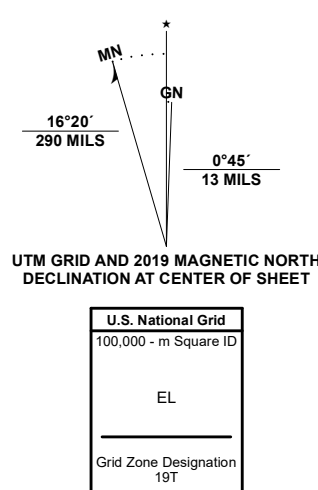 ★
MN
GN
16°20´
290 MILS
0°45´
13 MILS
UTM GRID AND 2019 MAGNETIC NORTH
DECLINATION AT CENTER OF SHEET
U.S. National Grid
100,000 - m Square ID
EL
Grid Zone Designation
19T